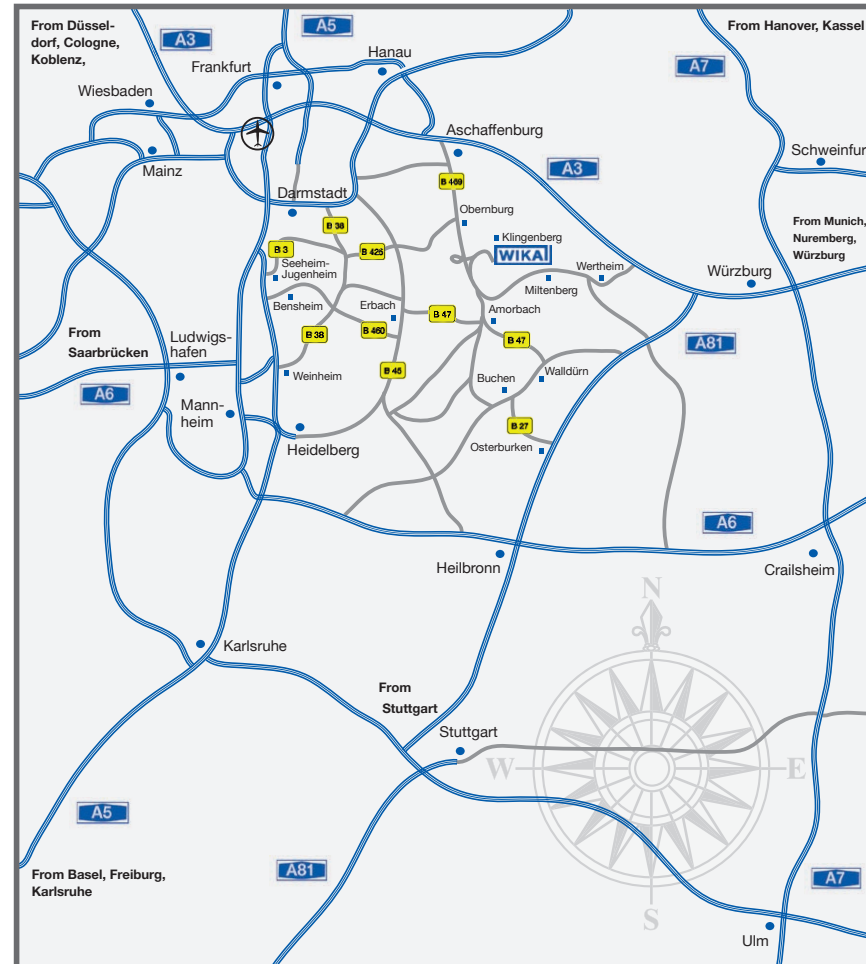 From Düssel-
dorf, Cologne,
Koblenz,
A3
A5
From Hanover, Kassel
A7
Hanau
Frankfurt
Wiesbaden
Mainz
Aschaffenburg
A3
Schweinfur
Darmstadt
B 469
B 38
Obernburg
B 3
B 426
Klingenberg
WIKAI
From Munich,
Nuremberg,
Würzburg
Seeheim-
Jugenheim
Wertheim
Miltenberg
Würzburg
Bensheim
Erbach
B 47
Amorbach
From
Saarbrücken
Ludwigs-
hafen
B 38
B 460
B 47
A81
A6
Weinheim
B 45
Buchen
Walldürn
Mann-
heim
Heidelberg
B 27
Osterburken
A6
Heilbronn
Crailsheim
N
Karlsruhe
From
Stuttgart
Stuttgart
W
E
A5
From Basel, Freiburg,
Karlsruhe
A81
A7
S
Ulm